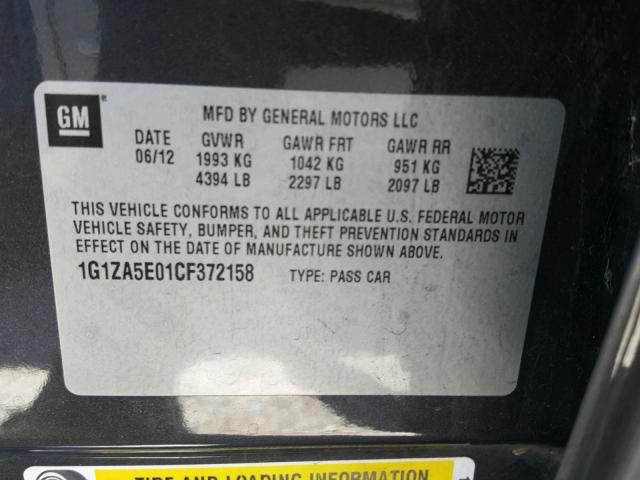 GM
MFD BY GENERAL MOTORS LLC
DATE GVWR GAWR FRT GAWR RR
06/12 1993 KG 1042 KG 951 KG
4394 LB 2297 LB 2097 LB
THIS VEHICLE CONFORMS TO ALL APPLICABLE U.S. FEDERAL MOTOR
VEHICLE SAFETY, BUMPER, AND THEFT PREVENTION STANDARDS
IN EFFECT ON THE DATE OF MANUFACTURE SHOWN ABOVE.
1G1ZA5E01CF372158 TYPE: PASS CAR
TIRE AND LOADING INFORMATION